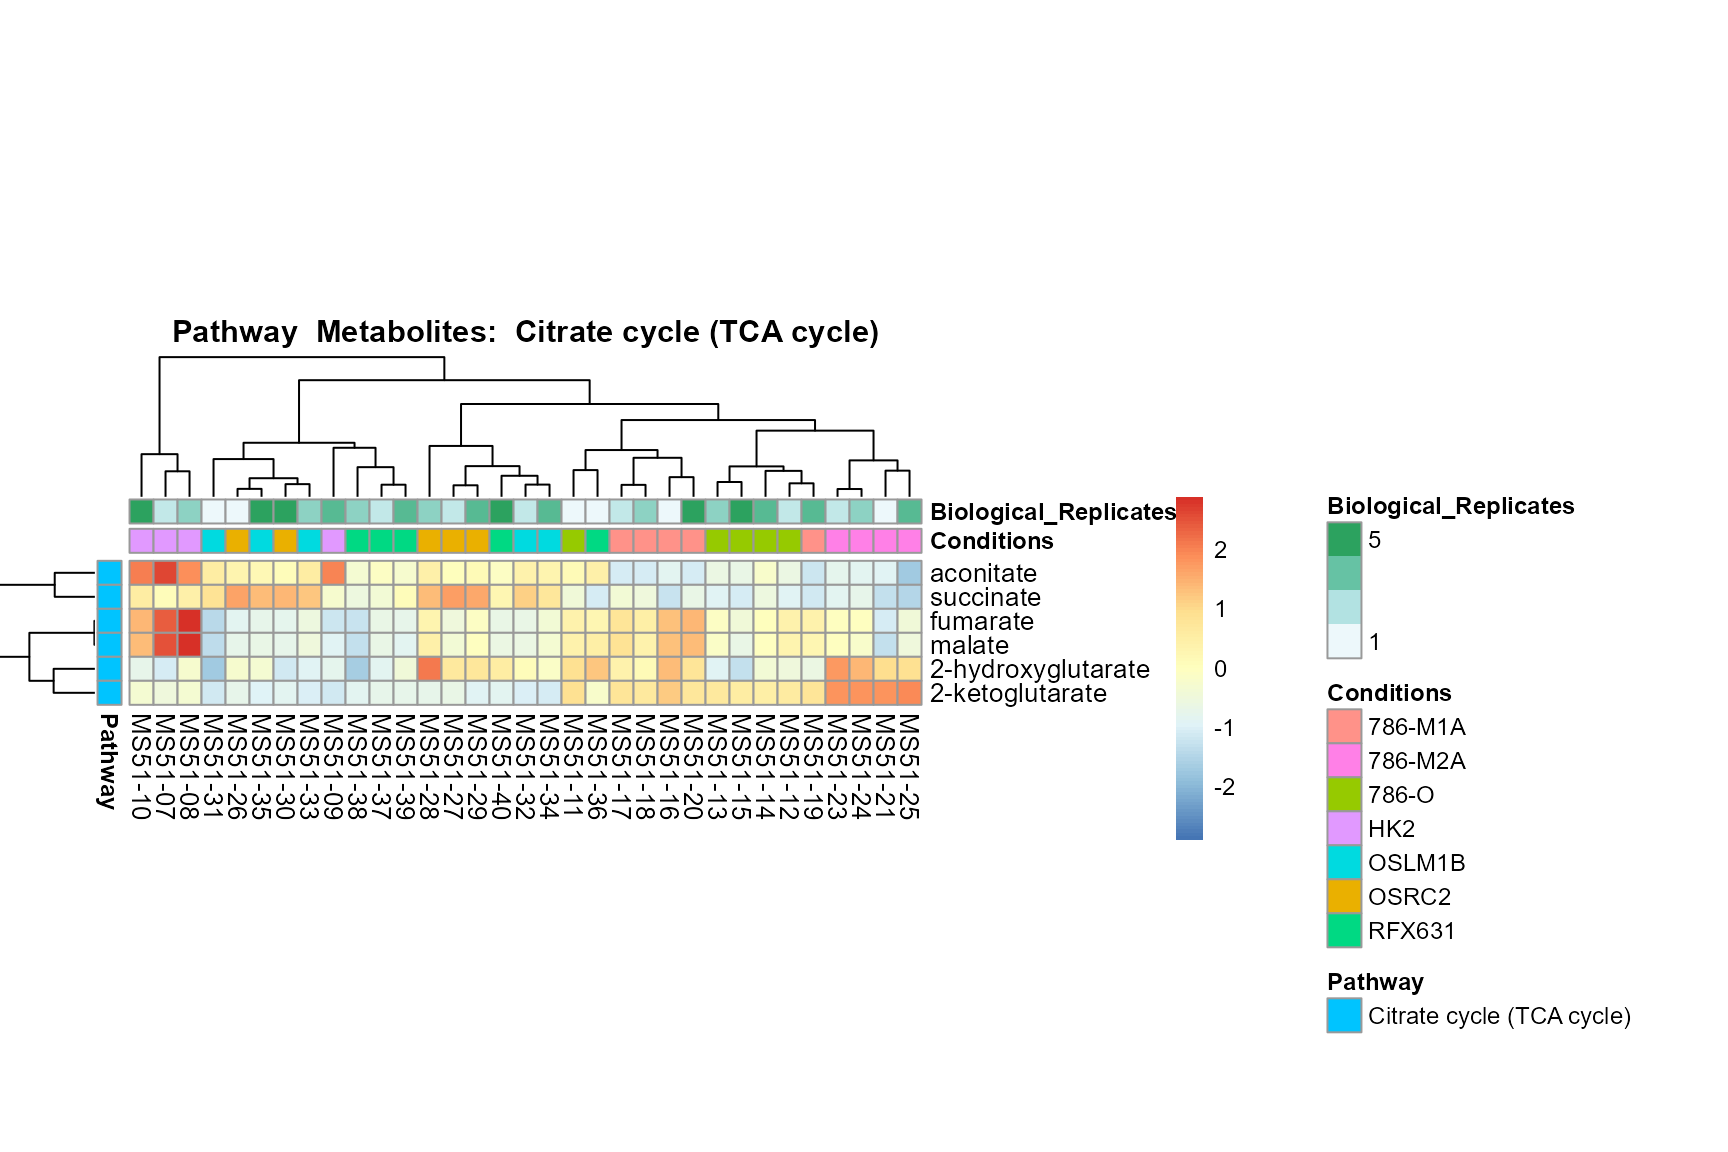 Pathway  Metabolites:  Citrate cycle (TCA cycle)
Biological_Replicates
Conditions
aconitate
succinate
fumarate
malate
2-hydroxyglutarate
2-ketoglutarate
Pathway
MS51-10
MS51-07
MS51-08
MS51-31
MS51-26
MS51-35
MS51-30
MS51-33
MS51-09
MS51-38
MS51-37
MS51-39
MS51-28
MS51-27
MS51-29
MS51-40
MS51-32
MS51-34
MS51-11
MS51-36
MS51-17
MS51-18
MS51-16
MS51-20
MS51-13
MS51-15
MS51-14
MS51-12
MS51-19
MS51-23
MS51-24
MS51-21
MS51-25
2
1
0
-1
-2
Biological_Replicates
5
1
Conditions
786-M1A
786-M2A
786-O
HK2
OSLM1B
OSRC2
RFX631
Pathway
Citrate cycle (TCA cycle)